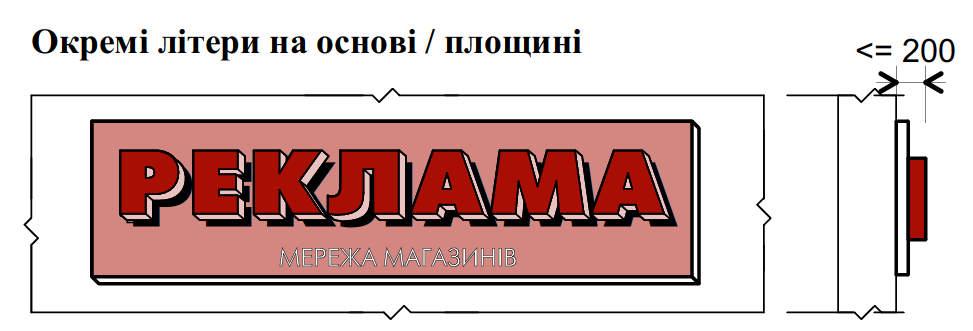 Окремі літери на основі / площині
<= 200
РЕКЛАМА
МЕРЕЖА МАГАЗИНІВ